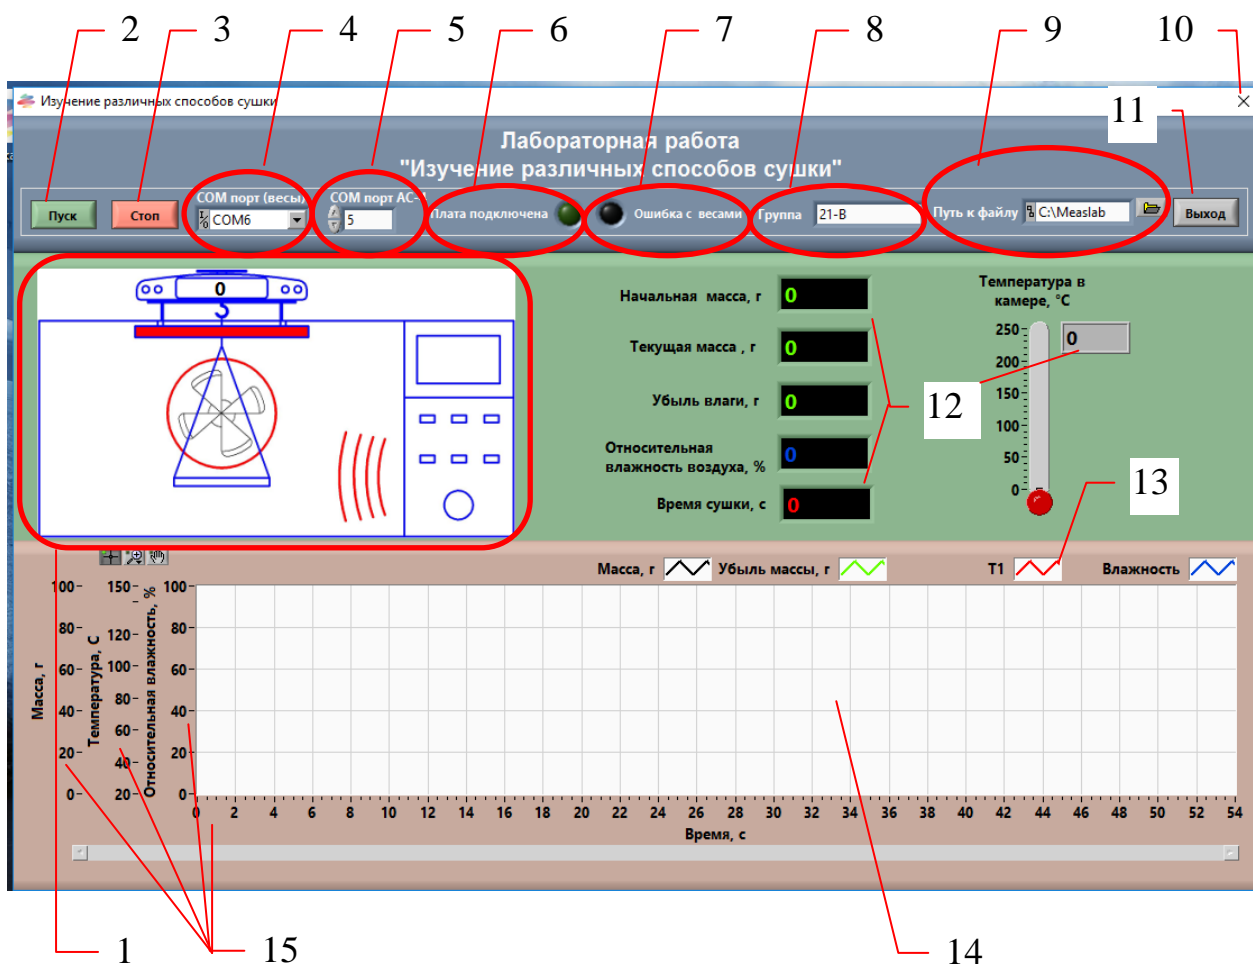 2 3 4 5 6 7 8 9 10
Изучение различных способов сушки
11
Лабораторная работа
"Изучение различных способов сушки"
Пуск
Стоп
COM порт (весы)
COM6
COM порт AC-
5
Плата подключена
Ошибка с весами
Группа
21-В
Путь к файлу
C:\Measlab
Выход
0
Начальная масса, г 0
Текущая масса , г 0
Убыль влаги, г 0
Относительная
влажность воздуха, % 0
Время сушки, с 0
Температура в
камере, °C
0
250
200
150
100
50
0
12
13
Масса, г
Убыль массы, г
T1
Влажность
Масса, г
100
80
60
40
20
0
Температура, С
150
120
100
80
60
40
20
Относительная влажность, %
100
80
60
40
20
0
0 2 4 6 8 10 12 14 16 18 20 22 24 26 28 30 32 34 36 38 40 42 44 46 48 50 52 54
Время, с
1 15 14